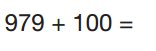 979 + 100 =